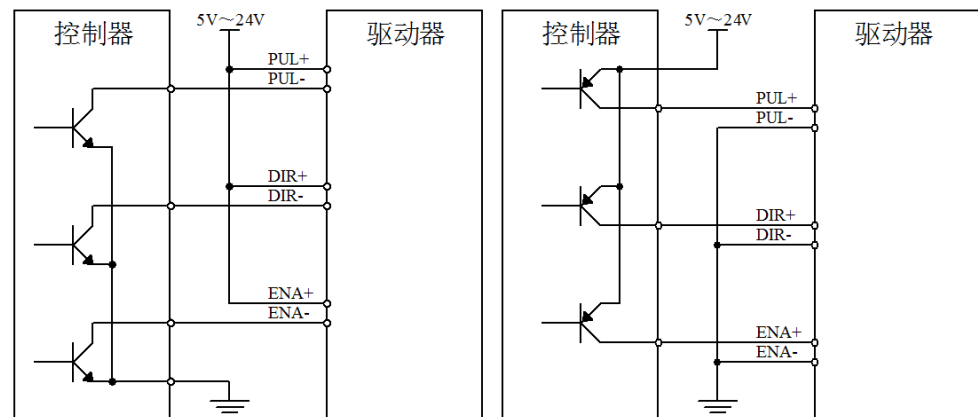 控制器
5V～24V
驱动器
PUL+
PUL-
DIR+
DIR-
ENA+
ENA-
控制器
5V～24V
驱动器
PUL+
PUL-
DIR+
DIR-
ENA+
ENA-